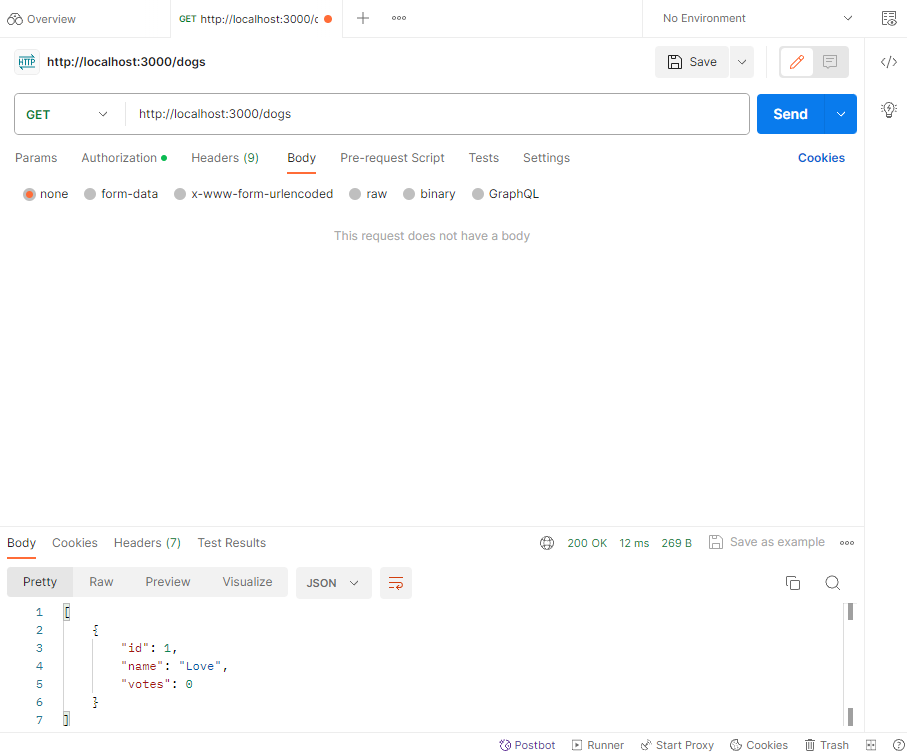 Overview
GET http://localhost:3000/c
No Environment
HTTP http://localhost:3000/dogs
Save
GET http://localhost:3000/dogs
Send
Params Authorization Headers (9) Body Pre-request Script Tests Settings Cookies
none form-data x-www-form-urlencoded raw binary GraphQL
This request does not have a body
Body Cookies Headers (7) Test Results 200 OK 12 ms 269 B Save as example
Pretty Raw Preview Visualize JSON
1 [
2 {
3 "id": 1,
4 "name": "Love",
5 "votes": 0
6 }
7 ]
Postbot Runner Start Proxy Cookies Trash